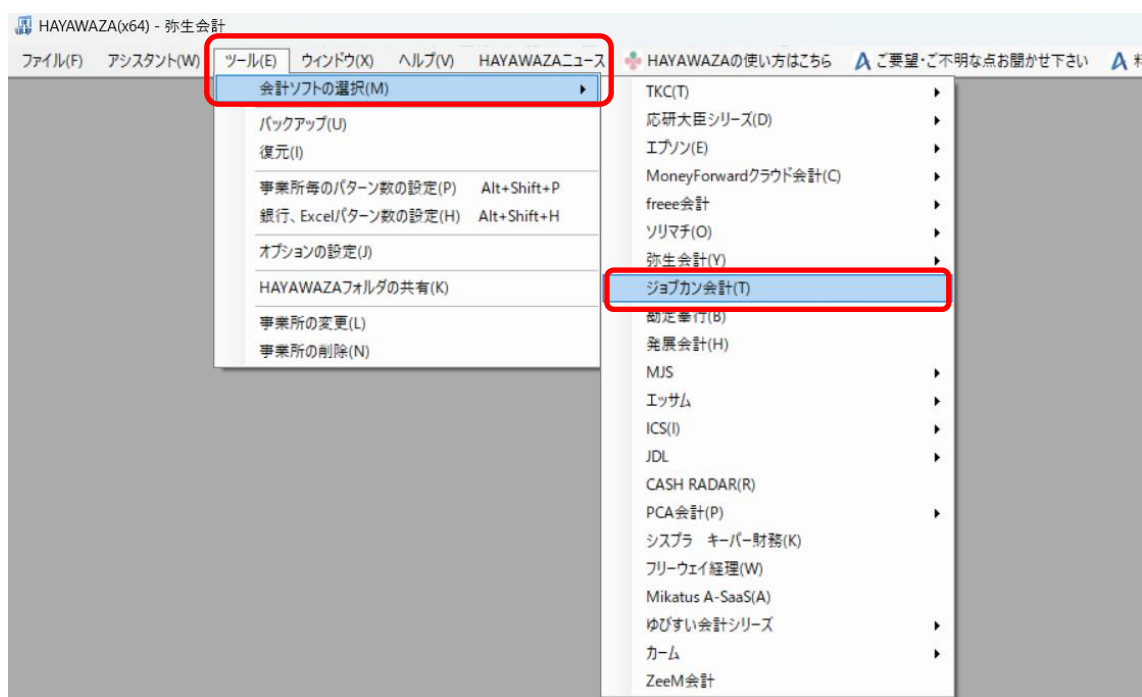 HAYAWAZA(x64) - 弥生会計
ファイル(F) アシスタント(W) ツール(E) ウィンドウ(X) ヘルプ(V) HAYAWAZAニュース HAYAWAZAの使い方はこちら ご要望・ご不明な点お聞かせ下さい
会計ソフトの選択(M)
バックアップ(U)
復元(I)
事業所毎のパターン数の設定(P) Alt+Shift+P
銀行、Excelパターン数の設定(H) Alt+Shift+H
オプションの設定(J)
HAYAWAZAフォルダの共有(K)
事業所の変更(L)
事業所の削除(N)
TKC(T)
応研大臣シリーズ(D)
エプソン(E)
MoneyForwardクラウド会計(C)
freee会計
ソリマチ(O)
弥生会計(Y)
ジョブカン会計(T)
勘定奉行(B)
発展会計(H)
MJS
エッサム
ICS(I)
JDL
CASH RADAR(R)
PCA会計(P)
シスプラ キーパー財務(K)
フリーウェイ経理(W)
Mikatus A-SaaS(A)
ゆびすい会計シリーズ
カーム
ZeeM会計